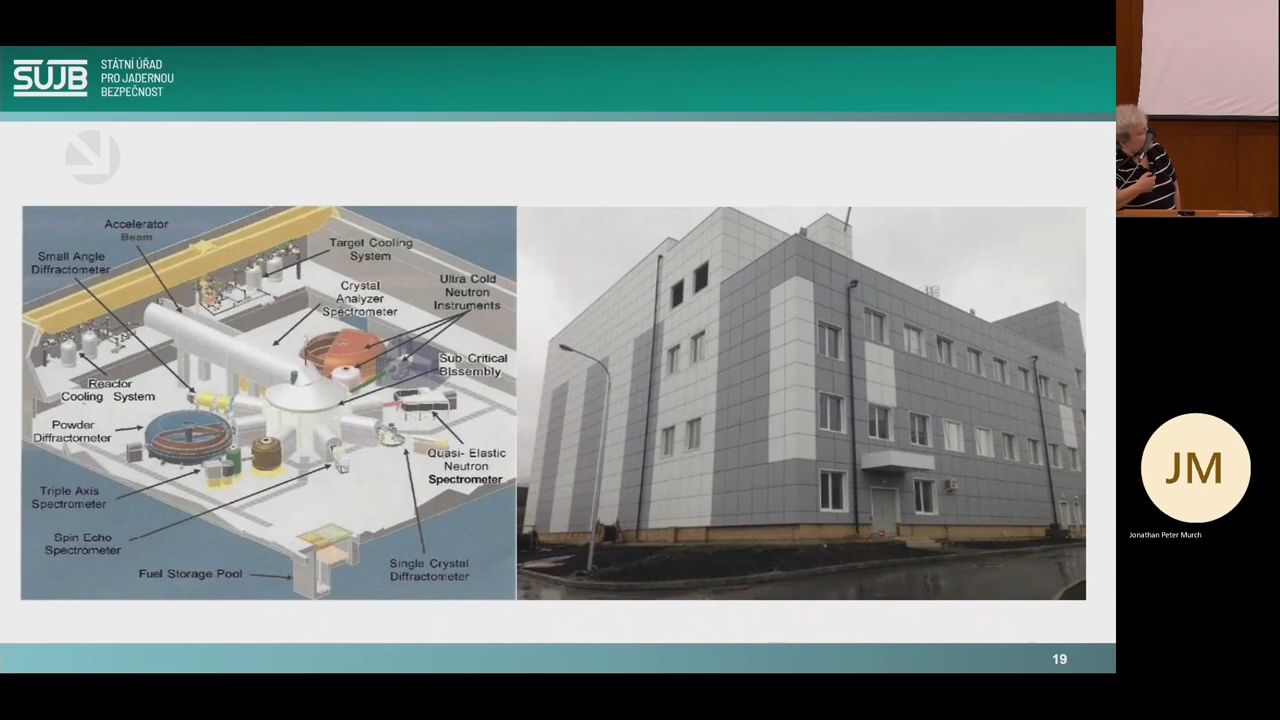 SÚJB
STÁTNÍ ÚŘAD
PRO JADERNOU
BEZPEČNOST
Accelerator
Beam
Small Angle
Diffractometer
Target Cooling
System
Crystal
Analyzer
Spectrometer
Ultra Cold
Neutron
Instruments
Sub Critical
BIssembly
Reactor
Cooling System
Powder
Diffractometer
Quasi- Elastic
Neutron
Spectrometer
Triple Axis
Spectrometer
Spin Echo
Spectrometer
Fuel Storage Pool
Single Crystal
Diffractometer
19
JM
Jonathan Peter Murch